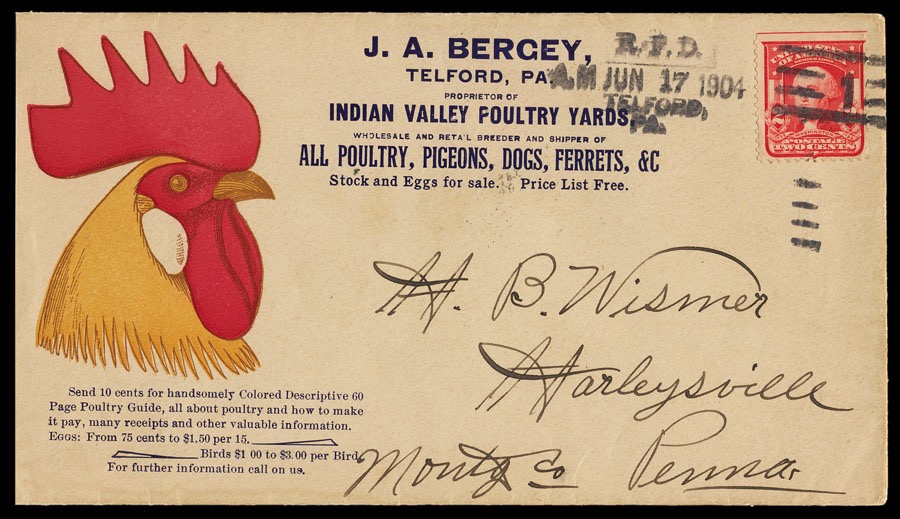 J. A. BERGEY,
TELFORD, PA.
PROPRIETOR OF
INDIAN VALLEY POULTRY YARDS,
WHOLESALE AND RETAIL BREEDER AND SHIPPER OF
ALL POULTRY, PIGEONS, DOGS, FERRETS, &C
Stock and Eggs for sale. Price List Free.
R.F.D.
A.M JUN 17 1904
TELFORD,
PA.
1
POSTAGE
TWO CENTS
H. B. Wismer
Harleysville
Montg Co Penna.
Send 10 cents for handsomely Colored Descriptive 60
Page Poultry Guide, all about poultry and how to make
it pay, many receipts and other valuable information.
EGGS: From 75 cents to $1.50 per 15.
Birds $1 00 to $3.00 per Bird
For further information call on us.